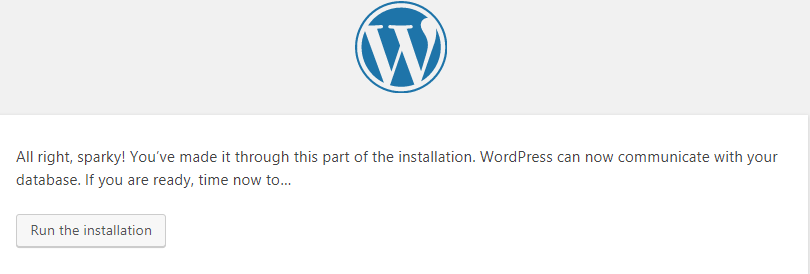 All right, sparky! You’ve made it through this part of the installation. WordPress can now communicate with your
database. If you are ready, time now to…
Run the installation